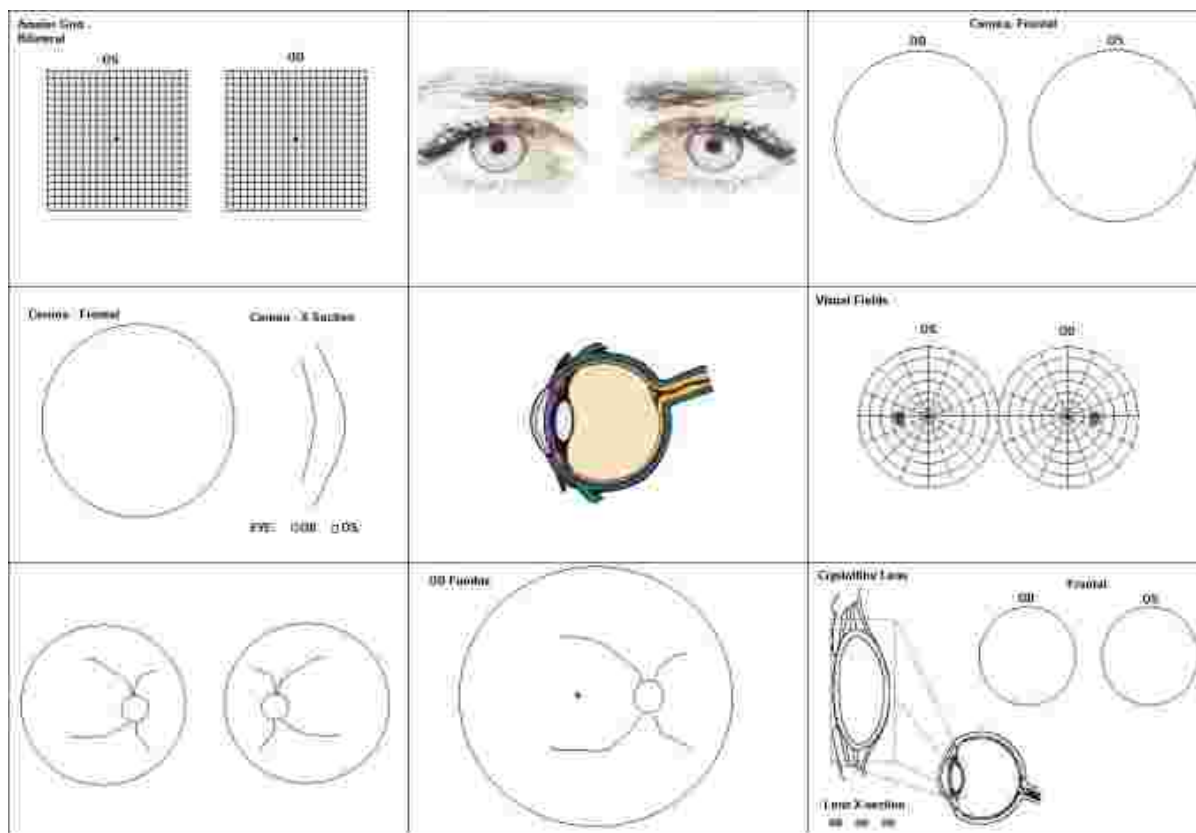 Amsler Grid -
Bilateral
OS OD
Cornea, Frontal
OD OS
Cornea - Frontal
Cornea - X Section
EYE: OD OS
Visual Fields
OS OD
OD Fundus
Crystalline Lens
Frontal
OD OS
Lens X-section